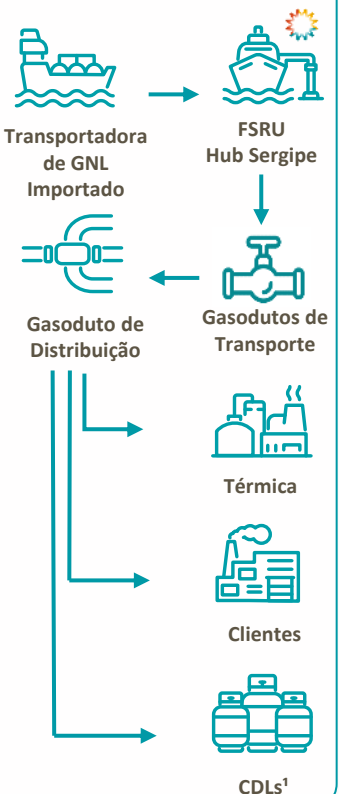 Transportadora
de GNL
Importado
FSRU
Hub Sergipe
Gasoduto de
Distribuição
Gasodutos de
Transporte
Térmica
Clientes
CDLs¹